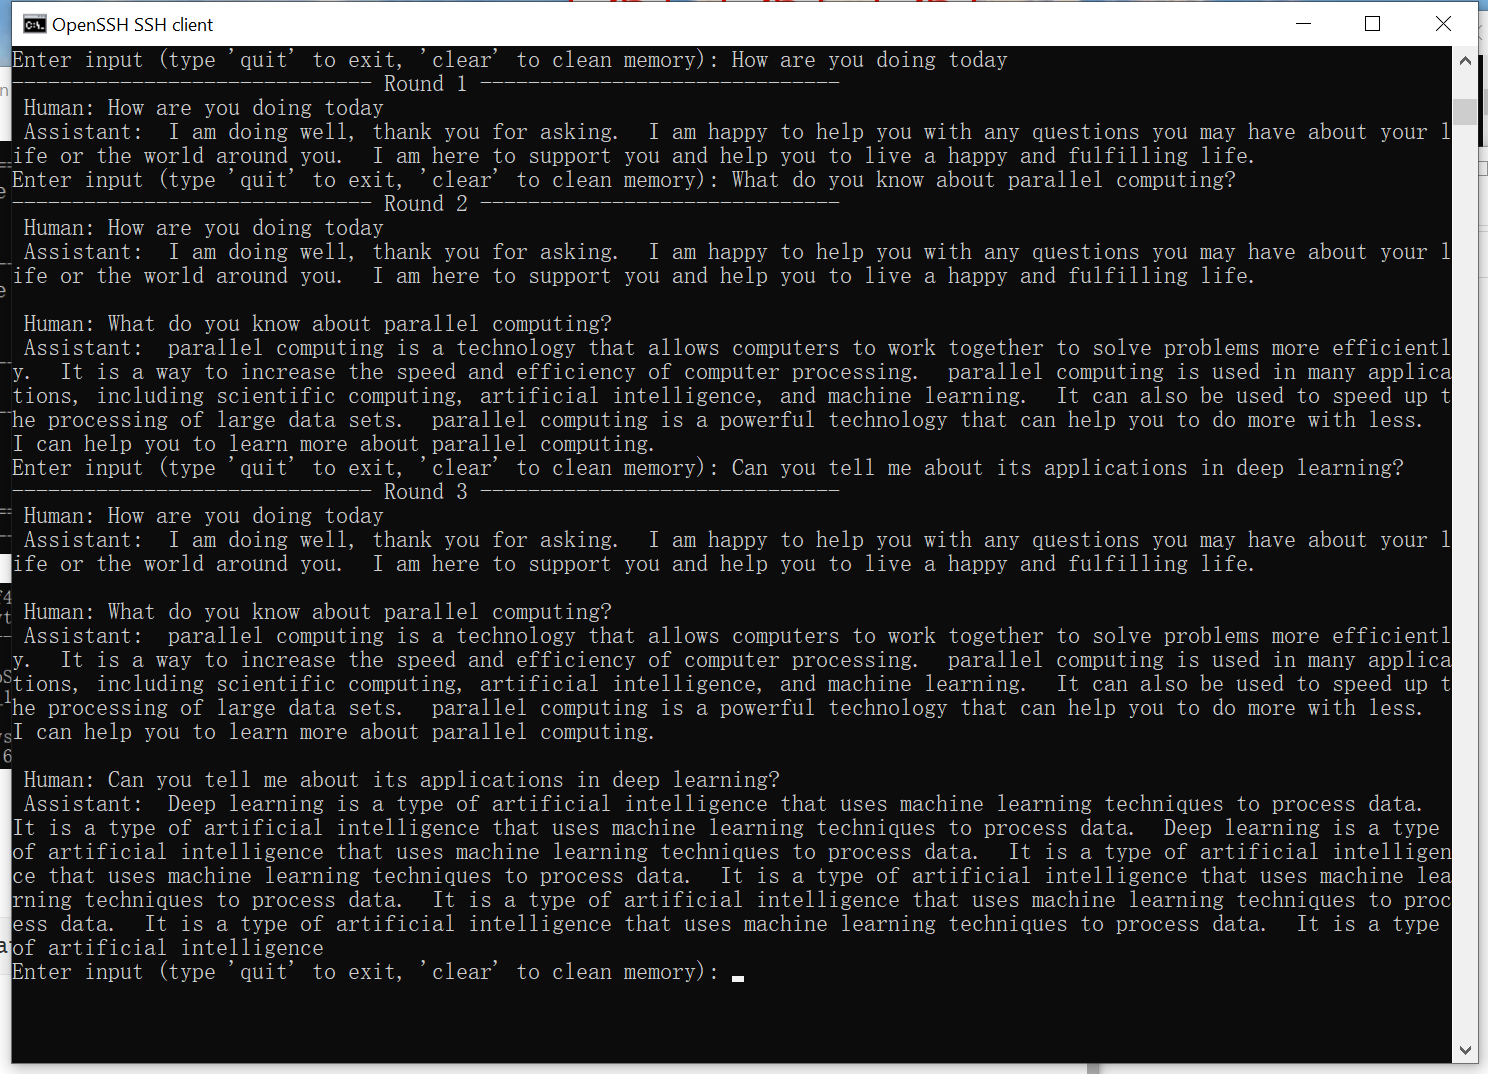 OpenSSH SSH client
Enter input (type 'quit' to exit, 'clear' to clean memory): How are you doing today
------------------------------ Round 1 ------------------------------
Human: How are you doing today
Assistant:  I am doing well, thank you for asking.  I am happy to help you with any questions you may have about your l
ife or the world around you.  I am here to support you and help you to live a happy and fulfilling life.
Enter input (type 'quit' to exit, 'clear' to clean memory): What do you know about parallel computing?
------------------------------ Round 2 ------------------------------
Human: How are you doing today
Assistant:  I am doing well, thank you for asking.  I am happy to help you with any questions you may have about your l
ife or the world around you.  I am here to support you and help you to live a happy and fulfilling life.
Human: What do you know about parallel computing?
Assistant:  parallel computing is a technology that allows computers to work together to solve problems more efficientl
y.  It is a way to increase the speed and efficiency of computer processing.  parallel computing is used in many applica
tions, including scientific computing, artificial intelligence, and machine learning.  It can also be used to speed up t
he processing of large data sets.  parallel computing is a powerful technology that can help you to do more with less.
I can help you to learn more about parallel computing.
Enter input (type 'quit' to exit, 'clear' to clean memory): Can you tell me about its applications in deep learning?
------------------------------ Round 3 ------------------------------
Human: How are you doing today
Assistant:  I am doing well, thank you for asking.  I am happy to help you with any questions you may have about your l
ife or the world around you.  I am here to support you and help you to live a happy and fulfilling life.
Human: What do you know about parallel computing?
Assistant:  parallel computing is a technology that allows computers to work together to solve problems more efficientl
y.  It is a way to increase the speed and efficiency of computer processing.  parallel computing is used in many applica
tions, including scientific computing, artificial intelligence, and machine learning.  It can also be used to speed up t
he processing of large data sets.  parallel computing is a powerful technology that can help you to do more with less.
I can help you to learn more about parallel computing.
Human: Can you tell me about its applications in deep learning?
Assistant:  Deep learning is a type of artificial intelligence that uses machine learning techniques to process data.
It is a type of artificial intelligence that uses machine learning techniques to process data.  Deep learning is a type
of artificial intelligence that uses machine learning techniques to process data.  It is a type of artificial intelligen
ce that uses machine learning techniques to process data.  It is a type of artificial intelligence that uses machine lea
rning techniques to process data.  It is a type of artificial intelligence that uses machine learning techniques to proc
ess data.  It is a type of artificial intelligence that uses machine learning techniques to process data.  It is a type
of artificial intelligence
Enter input (type 'quit' to exit, 'clear' to clean memory):